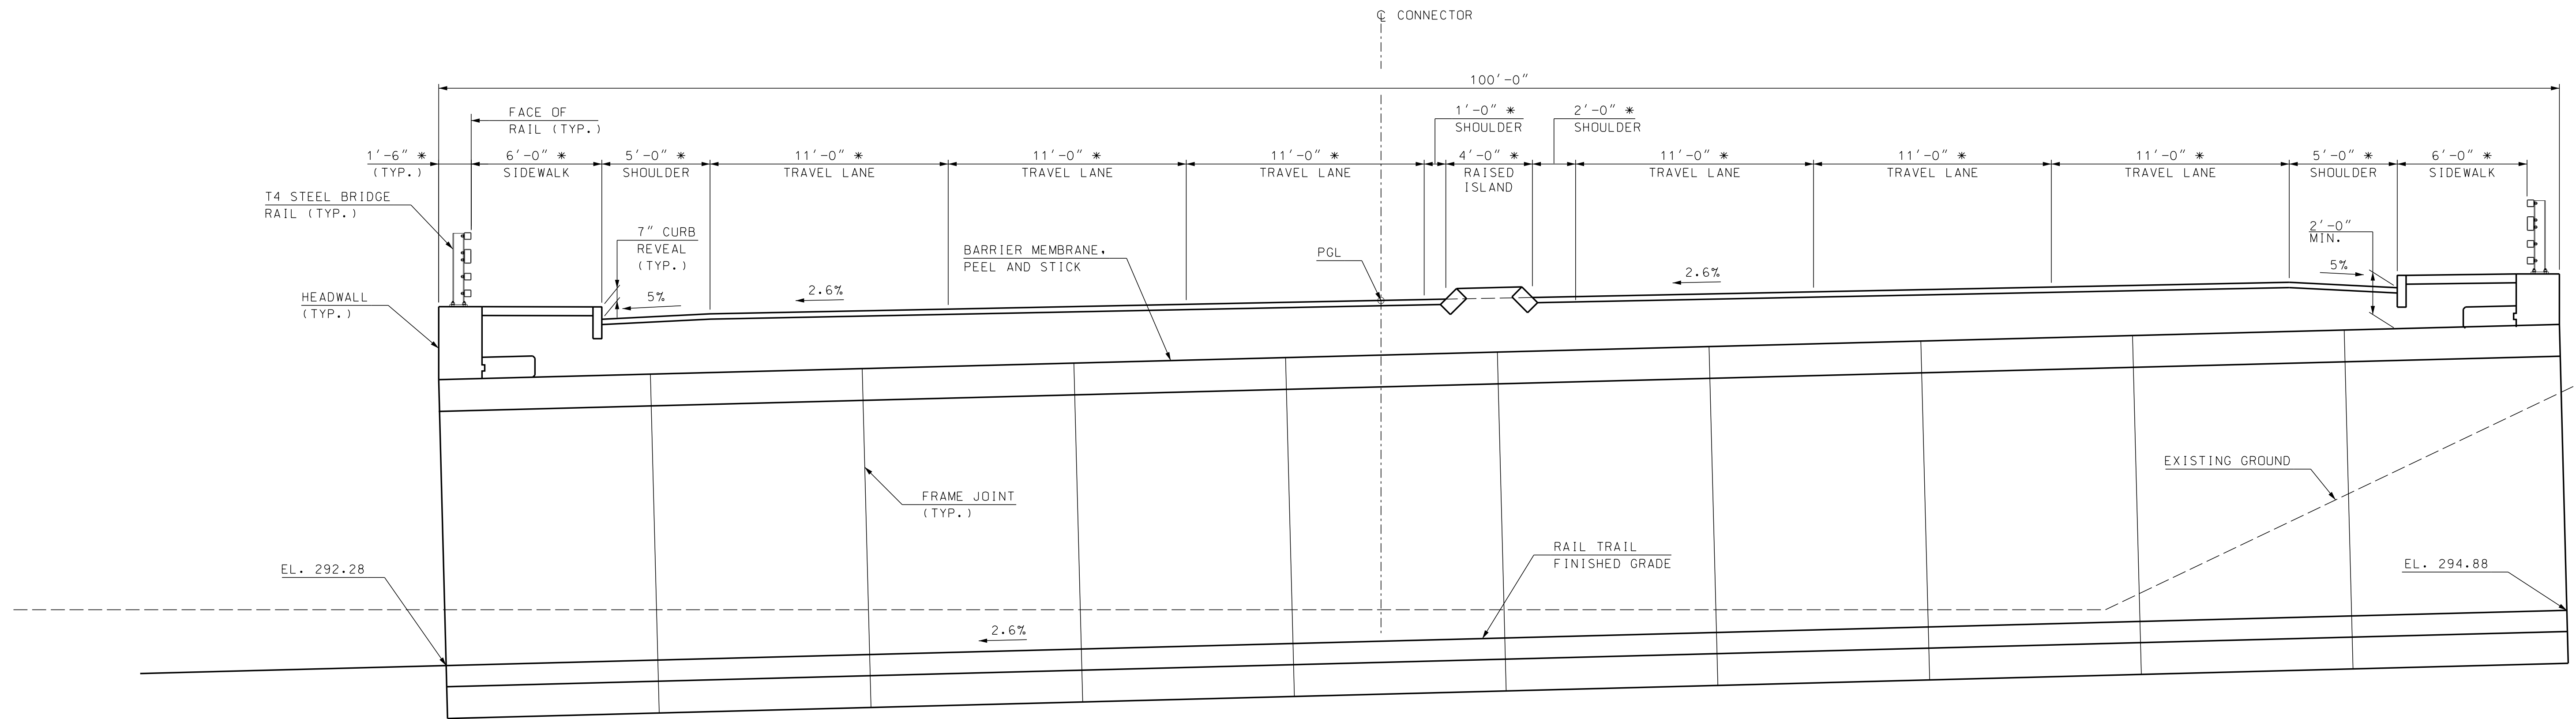 ℄ CONNECTOR
100'-0"
FACE OF
RAIL (TYP.)
1'-0" *
SHOULDER
2'-0" *
SHOULDER
1'-6" *
(TYP.)
6'-0" *
SIDEWALK
5'-0" *
SHOULDER
11'-0" *
TRAVEL LANE
11'-0" *
TRAVEL LANE
11'-0" *
TRAVEL LANE
4'-0" *
RAISED
ISLAND
11'-0" *
TRAVEL LANE
11'-0" *
TRAVEL LANE
11'-0" *
TRAVEL LANE
5'-0" *
SHOULDER
6'-0" *
SIDEWALK
T4 STEEL BRIDGE
RAIL (TYP.)
7" CURB
REVEAL
(TYP.)
BARRIER MEMBRANE,
PEEL AND STICK
PGL
2'-0"
MIN.
HEADWALL
(TYP.)
5%
2.6%
2.6%
5%
FRAME JOINT
(TYP.)
EXISTING GROUND
RAIL TRAIL
FINISHED GRADE
EL. 292.28
EL. 294.88
2.6%